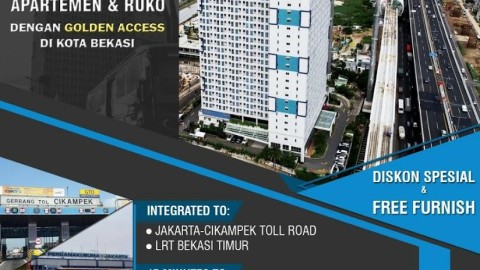 APARTEMEN & RUKO
DENGAN GOLDEN ACCESS
DI KOTA BEKASI
DISKON SPESIAL
&
FREE FURNISH
GTO
GERBANG TOL CIKAMPEK
INTEGRATED TO:
• JAKARTA-CIKAMPEK TOLL ROAD
• LRT BEKASI TIMUR